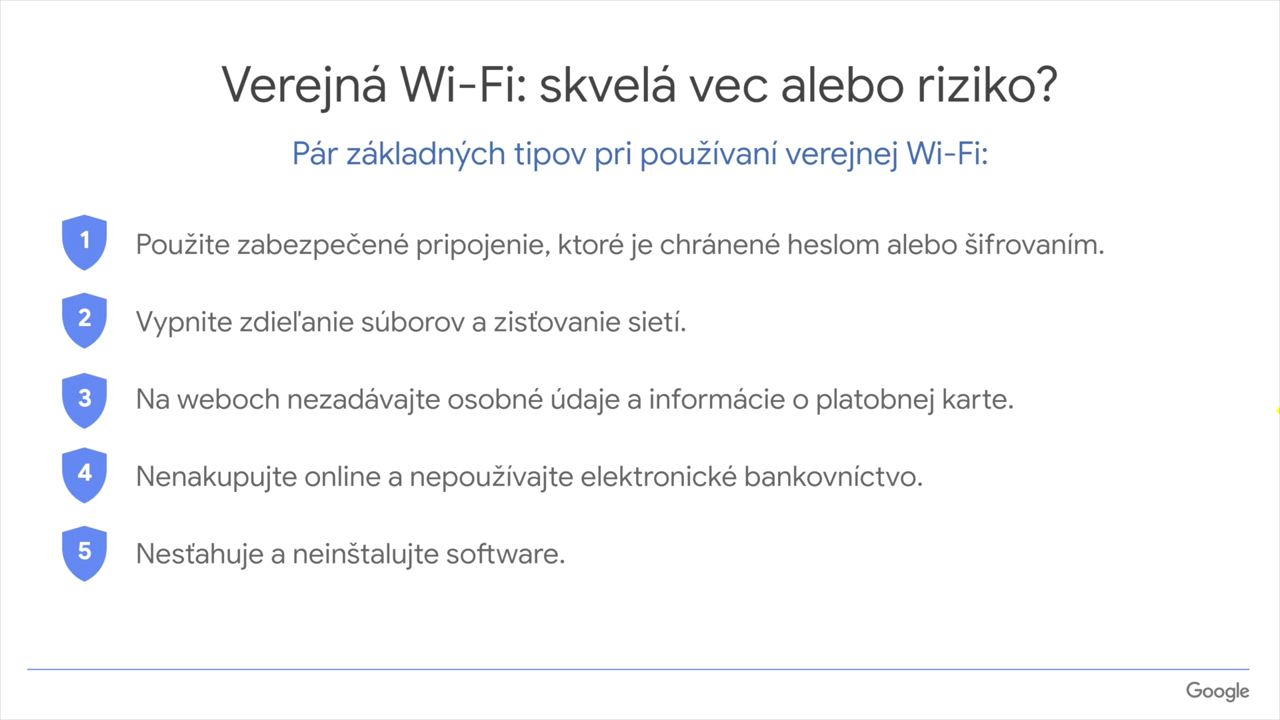 Verejná Wi-Fi: skvelá vec alebo riziko?
Pár základných tipov pri používaní verejnej Wi-Fi:
1 Použite zabezpečené pripojenie, ktoré je chránené heslom alebo šifrovaním.
2 Vypnite zdieľanie súborov a zisťovanie sietí.
3 Na weboch nezadávajte osobné údaje a informácie o platobnej karte.
4 Nenakupujte online a nepoužívajte elektronické bankovníctvo.
5 Nesťahuje a neinštalujte software.
Google